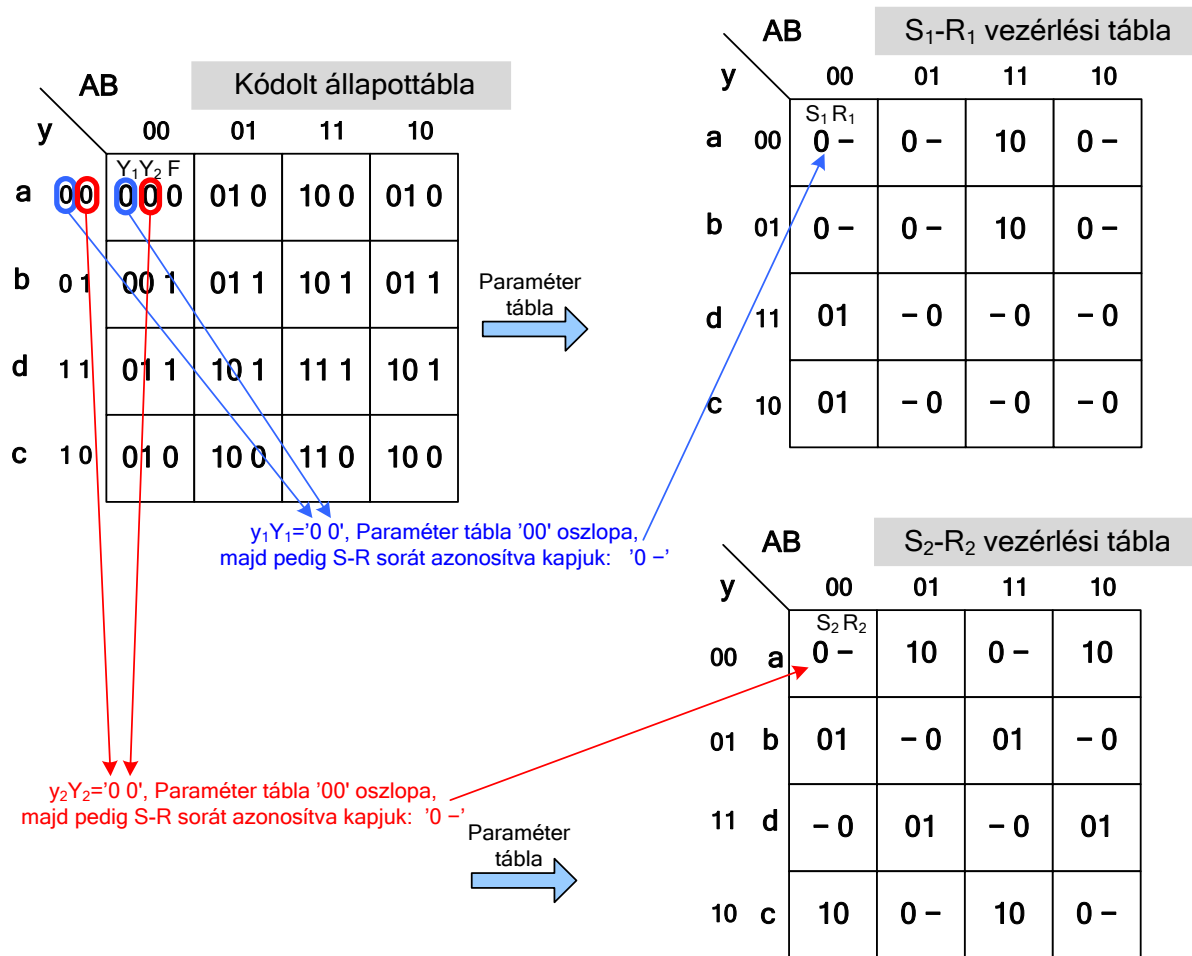 AB
Kódolt állapottábla
y
00 01 11 10
Y₁Y₂ F
a 00 00 0 01 0 10 0 01 0
b 0 1 00 1 01 1 10 1 01 1
d 1 1 01 1 10 1 11 1 10 1
c 1 0 01 0 10 0 11 0 10 0
Paraméter
tábla
y₁Y₁='0 0', Paraméter tábla '00' oszlopa,
majd pedig S-R sorát azonosítva kapjuk: '0 –'
AB
S₁-R₁ vezérlési tábla
y
00 01 11 10
S₁ R₁
a 00 0 – 0 – 10 0 –
b 01 0 – 0 – 10 0 –
d 11 01 – 0 – 0 – 0
c 10 01 – 0 – 0 – 0
y₂Y₂='0 0', Paraméter tábla '00' oszlopa,
majd pedig S-R sorát azonosítva kapjuk: '0 –'
Paraméter
tábla
AB
S₂-R₂ vezérlési tábla
y
00 01 11 10
S₂ R₂
00 a 0 – 10 0 – 10
01 b 01 – 0 01 – 0
11 d – 0 01 – 0 01
10 c 10 0 – 10 0 –